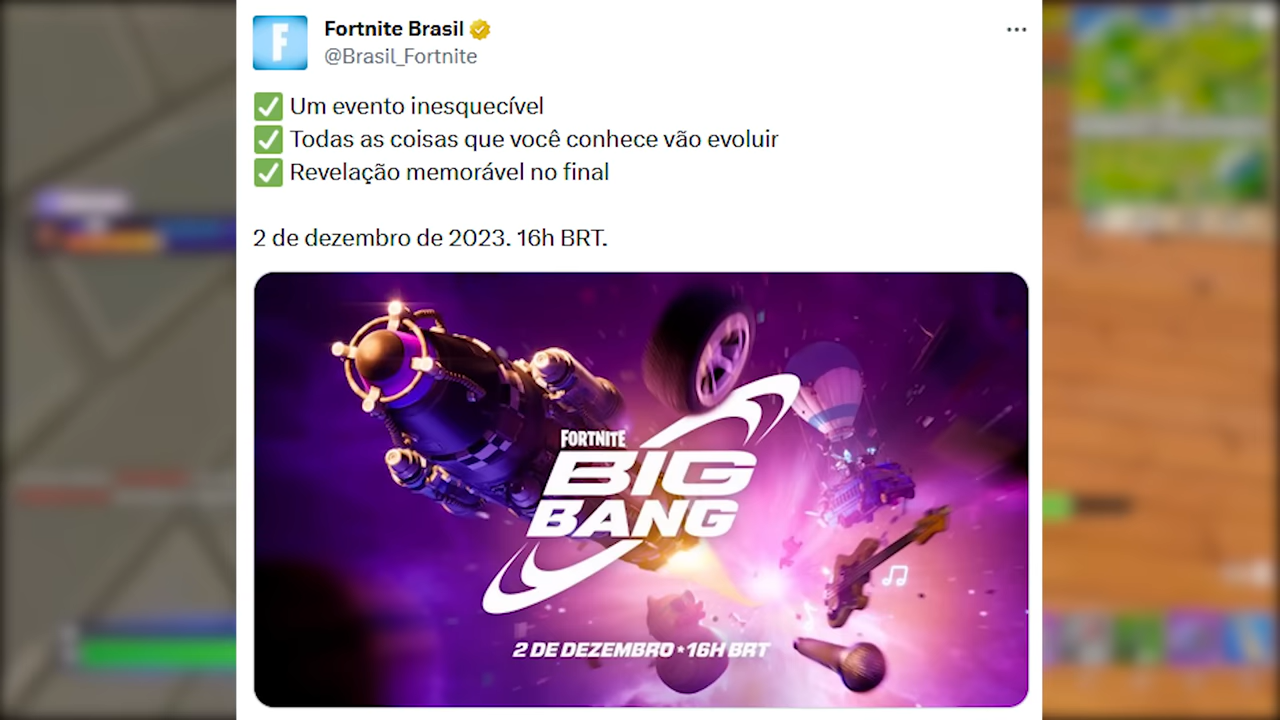 Fortnite Brasil
@Brasil_Fortnite
✅ Um evento inesquecível
✅ Todas as coisas que você conhece vão evoluir
✅ Revelação memorável no final
2 de dezembro de 2023. 16h BRT.
FORTNITE
BIG
BANG
2 DE DEZEMBRO * 16H BRT